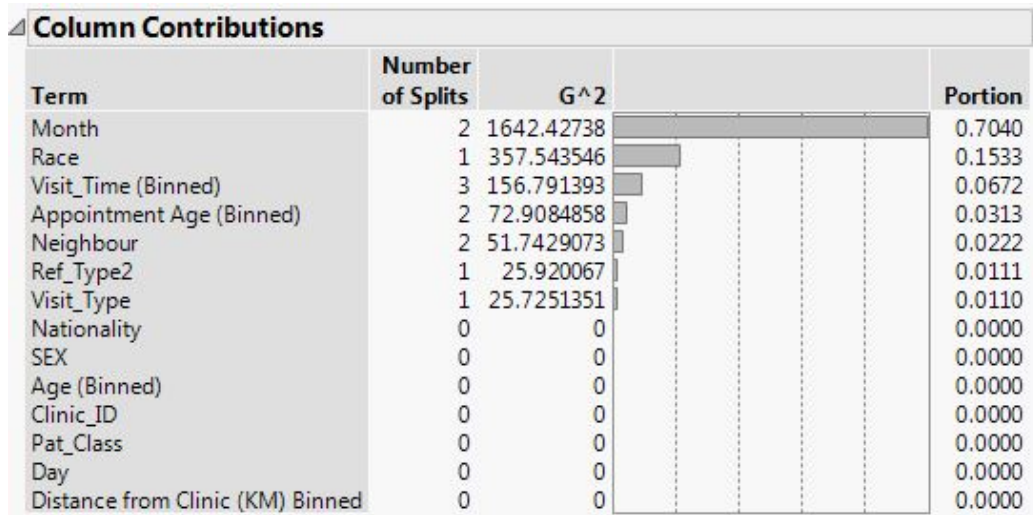 Column Contributions
Number
Term of Splits G^2 Portion
Month 2 1642.42738 0.7040
Race 1 357.543546 0.1533
Visit_Time (Binned) 3 156.791393 0.0672
Appointment Age (Binned) 2 72.9084858 0.0313
Neighbour 2 51.7429073 0.0222
Ref_Type2 1 25.920067 0.0111
Visit_Type 1 25.7251351 0.0110
Nationality 0 0 0.0000
SEX 0 0 0.0000
Age (Binned) 0 0 0.0000
Clinic_ID 0 0 0.0000
Pat_Class 0 0 0.0000
Day 0 0 0.0000
Distance from Clinic (KM) Binned 0 0 0.0000